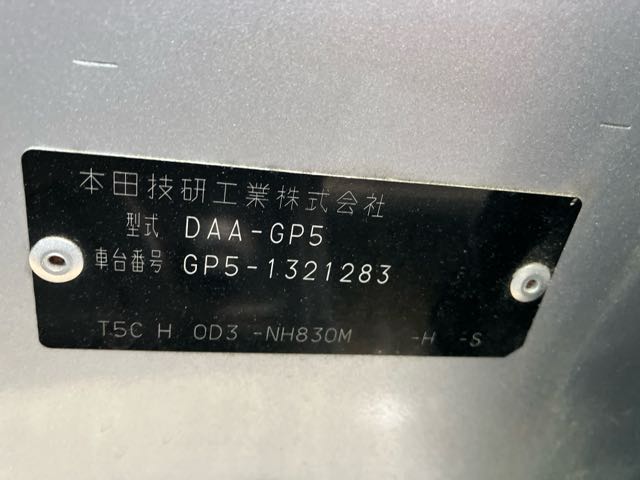 本田技研工業株式会社
型式 DAA-GP5
車台番号 GP5-1321283
T5C H 0D3 -NH830M -H -S